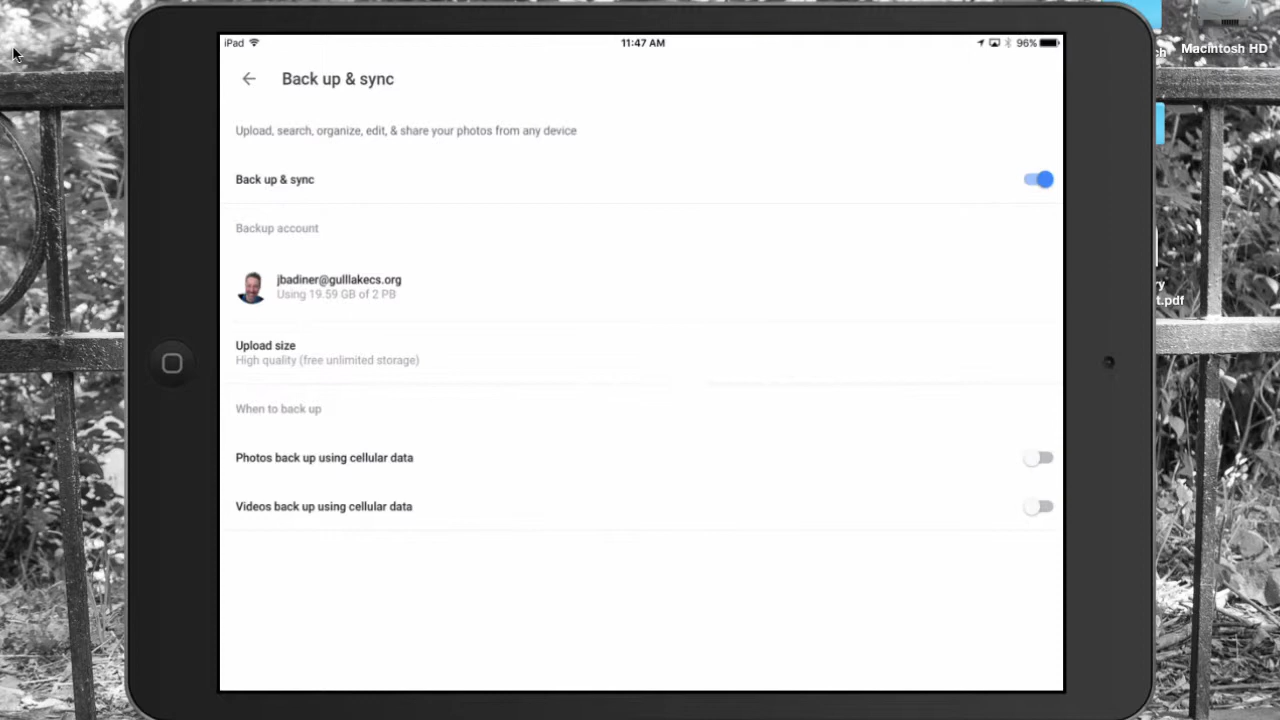 iPad
11:47 AM
96%
Macintosh HD
Back up & sync
Upload, search, organize, edit, & share your photos from any device
Back up & sync
Backup account
jbadiner@gulllakecs.org
Using 19.59 GB of 2 PB
Upload size
High quality (free unlimited storage)
When to back up
Photos back up using cellular data
Videos back up using cellular data
ch
ry
t.pdf